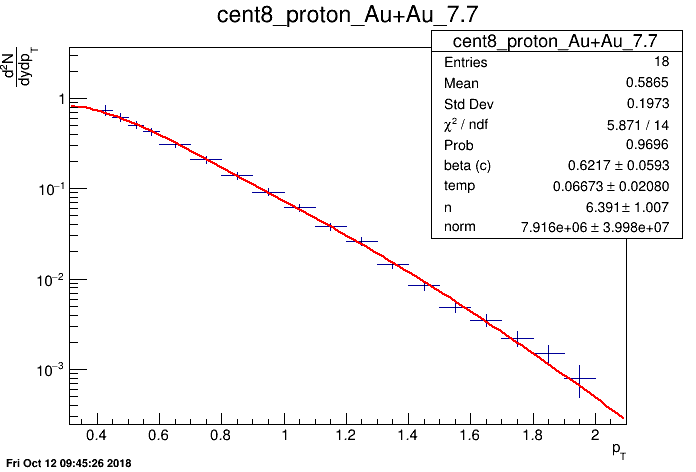 cent8_proton_Au+Au_7.7
d²N
dydp_T
cent8_proton_Au+Au_7.7
Entries 18
Mean 0.5865
Std Dev 0.1973
χ² / ndf 5.871 / 14
Prob 0.9696
beta (c) 0.6217 ± 0.0593
temp 0.06673 ± 0.02080
n 6.391 ± 1.007
norm 7.916e+06 ± 3.998e+07
1
10⁻¹
10⁻²
10⁻³
0.4 0.6 0.8 1 1.2 1.4 1.6 1.8 2
p_T
Fri Oct 12 09:45:26 2018